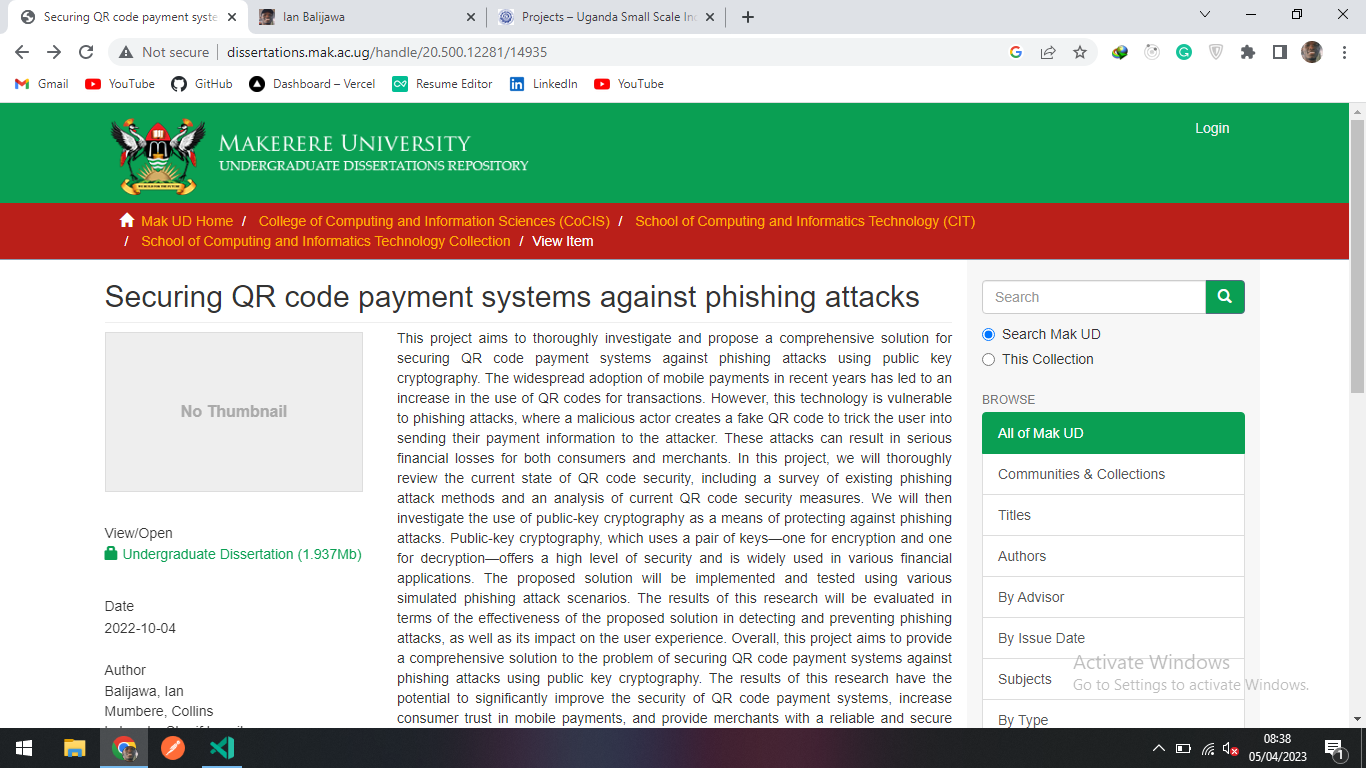 Securing QR code payment syste
Ian Balijawa
Projects – Uganda Small Scale Ind
Not secure
dissertations.mak.ac.ug/handle/20.500.12281/14935
Gmail
YouTube
GitHub
Dashboard – Vercel
Resume Editor
LinkedIn
YouTube
MAKERERE UNIVERSITY
UNDERGRADUATE DISSERTATIONS REPOSITORY
Login
Mak UD Home / College of Computing and Information Sciences (CoCIS) / School of Computing and Informatics Technology (CIT)
/ School of Computing and Informatics Technology Collection / View Item
Securing QR code payment systems against phishing attacks
No Thumbnail
View/Open
Undergraduate Dissertation (1.937Mb)
Date
2022-10-04
Author
Balijawa, Ian
Mumbere, Collins
This project aims to thoroughly investigate and propose a comprehensive solution for
securing QR code payment systems against phishing attacks using public key
cryptography. The widespread adoption of mobile payments in recent years has led to an
increase in the use of QR codes for transactions. However, this technology is vulnerable
to phishing attacks, where a malicious actor creates a fake QR code to trick the user into
sending their payment information to the attacker. These attacks can result in serious
financial losses for both consumers and merchants. In this project, we will thoroughly
review the current state of QR code security, including a survey of existing phishing
attack methods and an analysis of current QR code security measures. We will then
investigate the use of public-key cryptography as a means of protecting against phishing
attacks. Public-key cryptography, which uses a pair of keys—one for encryption and one
for decryption—offers a high level of security and is widely used in various financial
applications. The proposed solution will be implemented and tested using various
simulated phishing attack scenarios. The results of this research will be evaluated in
terms of the effectiveness of the proposed solution in detecting and preventing phishing
attacks, as well as its impact on the user experience. Overall, this project aims to provide
a comprehensive solution to the problem of securing QR code payment systems against
phishing attacks using public key cryptography. The results of this research have the
potential to significantly improve the security of QR code payment systems, increase
consumer trust in mobile payments, and provide merchants with a reliable and secure
Search
Search Mak UD
This Collection
BROWSE
All of Mak UD
Communities & Collections
Titles
Authors
By Advisor
By Issue Date
Subjects
By Type
Activate Windows
Go to Settings to activate Windows.
08:38
05/04/2023
1